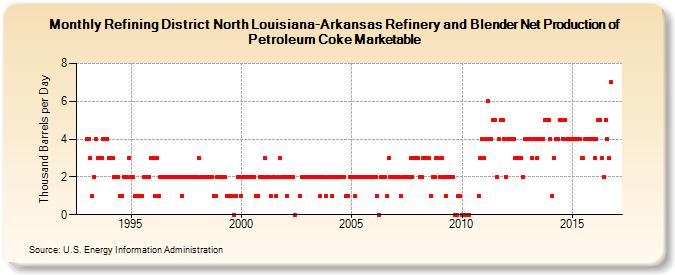 Monthly Refining District North Louisiana-Arkansas Refinery and Blender Net Production of
Petroleum Coke Marketable
Thousand Barrels per Day
8
6
4
2
0
1995 2000 2005 2010 2015
Source: U.S. Energy Information Administration